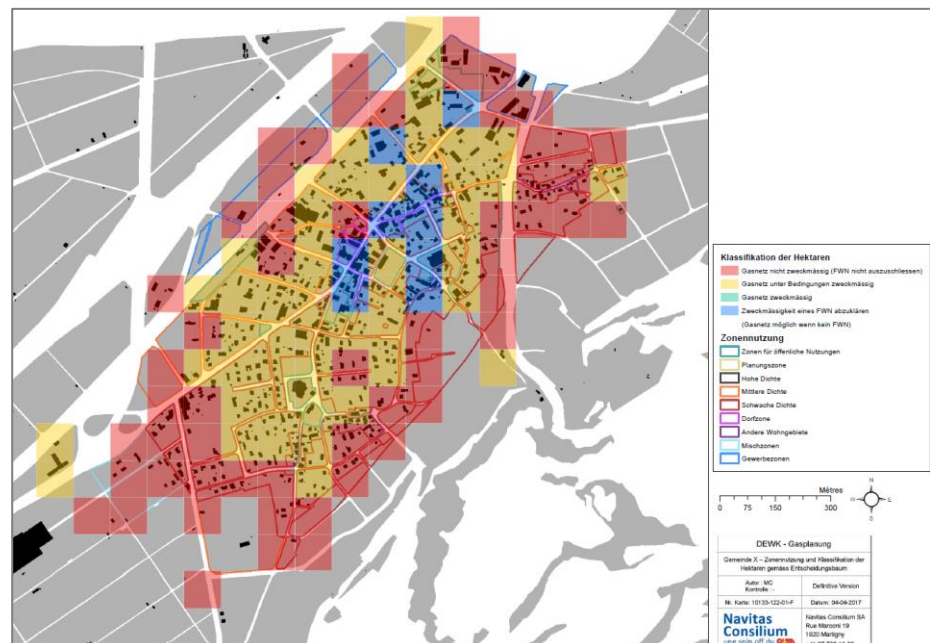 Klassifikation der Hektaren
Gasnetz nicht zweckmässig (FWN nicht auszuschliessen)
Gasnetz unter Bedingungen zweckmässig
Gasnetz zweckmässig
Zweckmässigkeit eines FWN abzuklären
(Gasnetz möglich wenn kein FWN)
Zonennutzung
Zonen für öffentliche Nutzungen
Planungszone
Hohe Dichte
Mittlere Dichte
Schwache Dichte
Dorfzone
Andere Wohngebiete
Mischzonen
Gewerbezonen
Mètres
0 75 150 300
N
W E
S
DEWK - Gasplanung
Gemeinde X – Zonennutzung und Klassifikation der
Hektaren gemäss Entscheidungsbaum
Autor : MC
Kontrolle : -
Definitive Version
Nr. Karte: 10133-122-01-F
Datum: 04-04-2017
Navitas
Consilium
une spin off du
Navitas Consilium SA
Rue Marconi 19
1920 Martigny